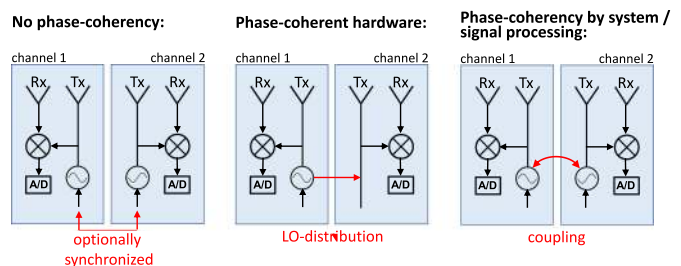 No phase-coherency:
channel 1
channel 2
Rx
Tx
Tx
Rx
A/D
A/D
optionally
synchronized
Phase-coherent hardware:
channel 1
channel 2
Rx
Tx
Tx
Rx
A/D
A/D
LO-distribution
Phase-coherency by system /
signal processing:
channel 1
channel 2
Rx
Tx
Tx
Rx
A/D
A/D
coupling